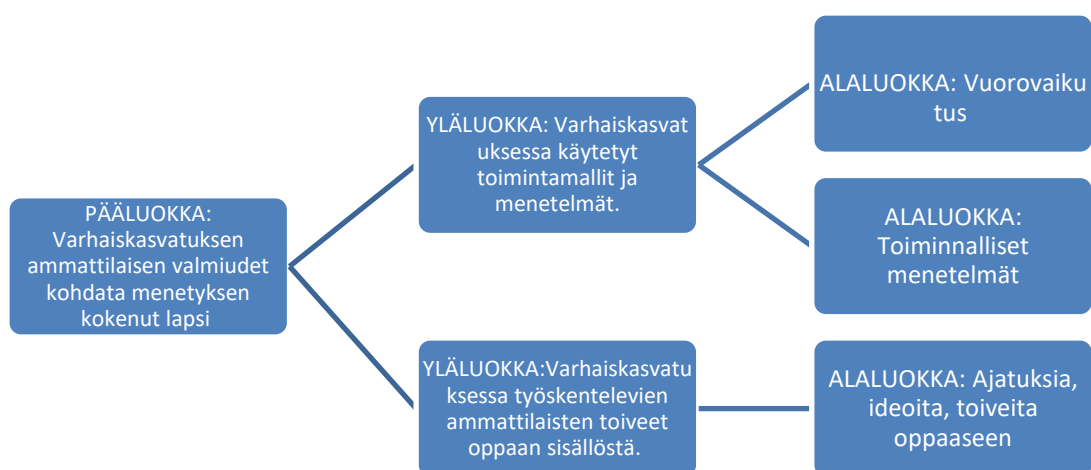 PÄÄLUOKKA:
Varhaiskasvatuksen
ammattilaisen valmiudet
kohdata menetyksen
kokenut lapsi
YLÄLUOKKA: Varhaiskasvat
uksessa käytetyt
toimintamallit ja
menetelmät.
ALALUOKKA: Vuorovaiku
tus
ALALUOKKA:
Toiminnalliset
menetelmät
YLÄLUOKKA:Varhaiskasvatu
ksessa työskentelevien
ammattilaisten toiveet
oppaan sisällöstä.
ALALUOKKA: Ajatuksia,
ideoita, toiveita
oppaaseen